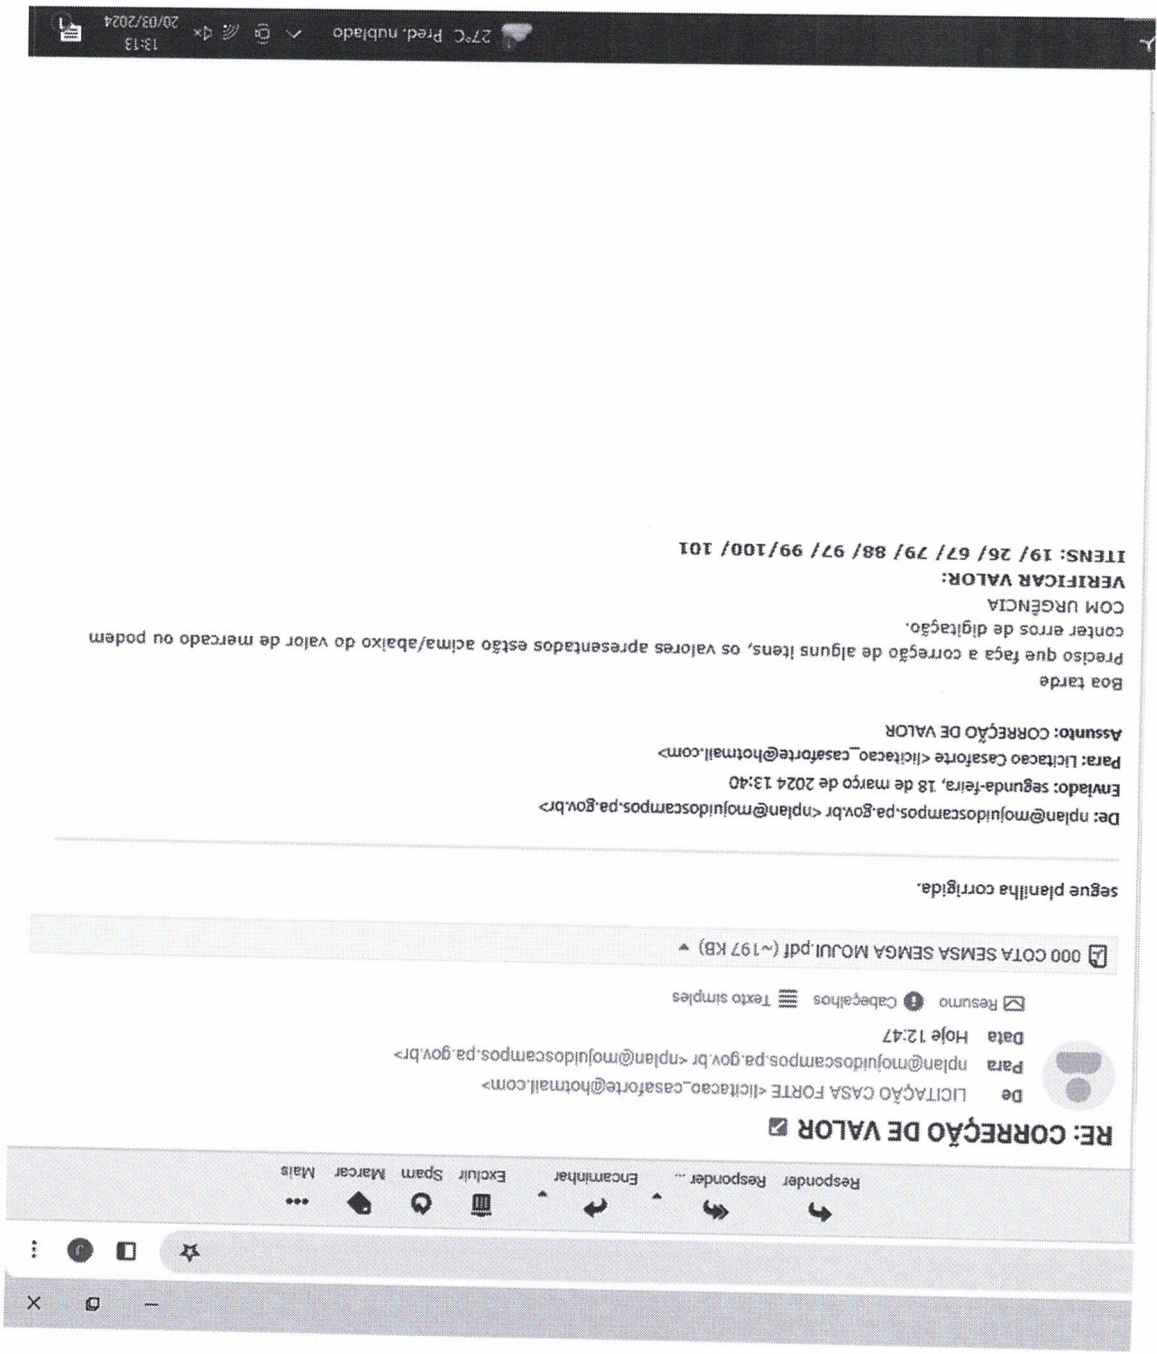 Responder Responder ... Encaminhar Excluir Spam Marcar Mais
RE: CORREÇÃO DE VALOR
De LICITAÇÃO CASA FORTE <licitacao_casaforte@hotmail.com>
Para nplan@mojuidoscampos.pa.gov.br <nplan@mojuidoscampos.pa.gov.br>
Data Hoje 12:47
Resumo Cabeçalhos Texto simples
000 COTA SEMSA SEMGA MOJUI.pdf (~197 KB)
segue planilha corrigida.
De: nplan@mojuidoscampos.pa.gov.br <nplan@mojuidoscampos.pa.gov.br>
Enviado: segunda-feira, 18 de março de 2024 13:40
Para: Licitacao Casaforte <licitacao_casaforte@hotmail.com>
Assunto: CORREÇÃO DE VALOR
Boa tarde
Preciso que faça a correção de alguns itens, os valores apresentados estão acima/abaixo do valor de mercado ou podem
conter erros de digitação.
COM URGÊNCIA
VERIFICAR VALOR:
ITENS: 19/ 26/ 67/ 79/ 88/ 97/ 99/100/ 101
27°C Pred. nublado
13:13
20/03/2024
1